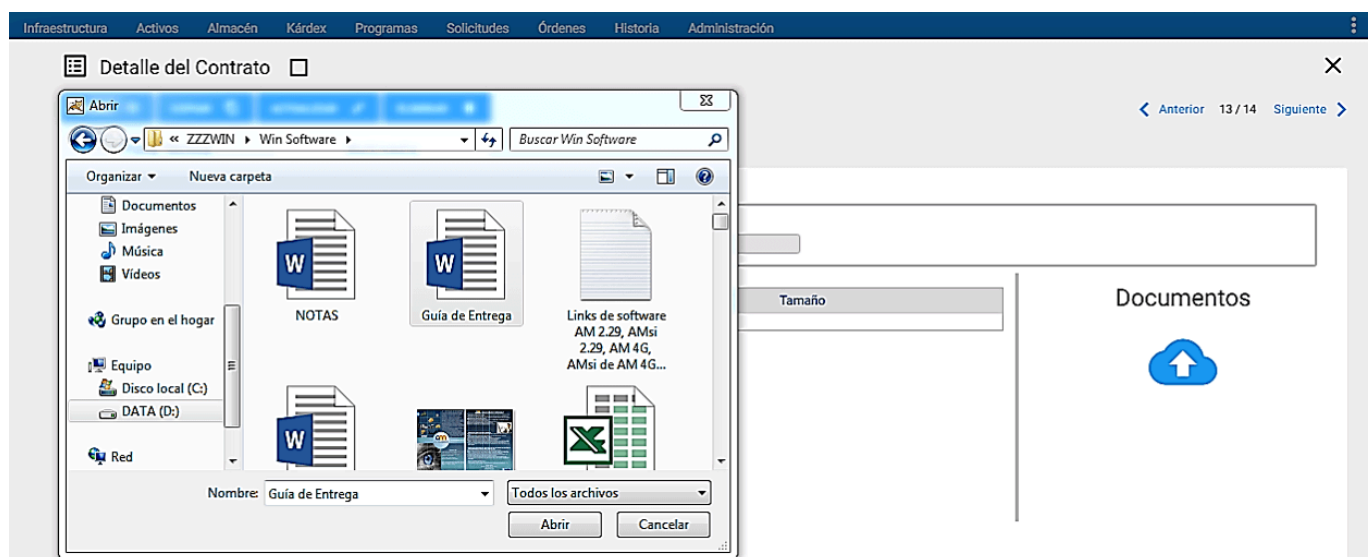 Infraestructura Activos Almacén Kárdex Programas Solicitudes Órdenes Historia Administración
Detalle del Contrato
Anterior 13 / 14 Siguiente
Abrir
« ZZZWIN Win Software
Buscar Win Software
Organizar Nueva carpeta
Documentos
Imágenes
Música
Vídeos
Grupo en el hogar
Equipo
Disco local (C:)
DATA (D:)
Red
NOTAS
Guía de Entrega
Links de software
AM 2.29, AMsi
2.29, AM 4G,
AMsi de AM 4G...
Nombre: Guía de Entrega
Todos los archivos
Abrir Cancelar
Tamaño
Documentos